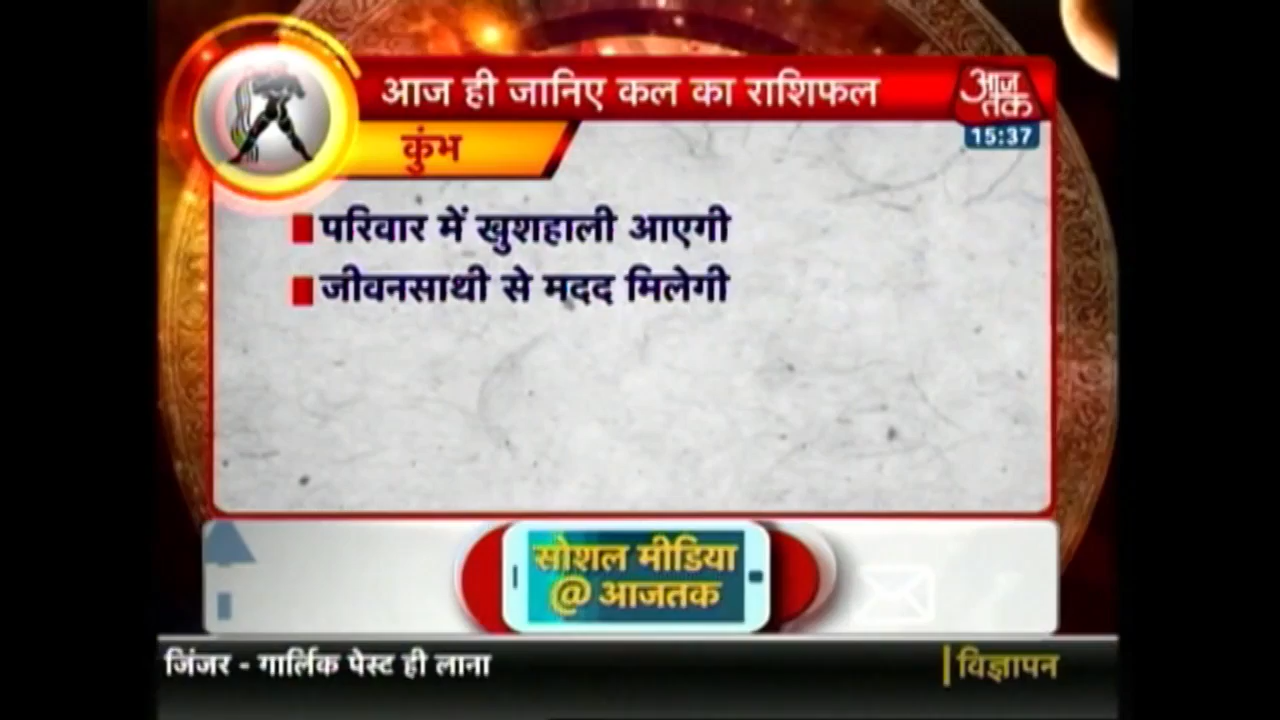 आज ही जानिए कल का राशिफल
आज
तक
15:37
कुंभ
परिवार में खुशहाली आएगी
जीवनसाथी से मदद मिलेगी
सोशल मीडिया
@ आजतक
जिंजर - गार्लिक पेस्ट ही लाना
विज्ञापन